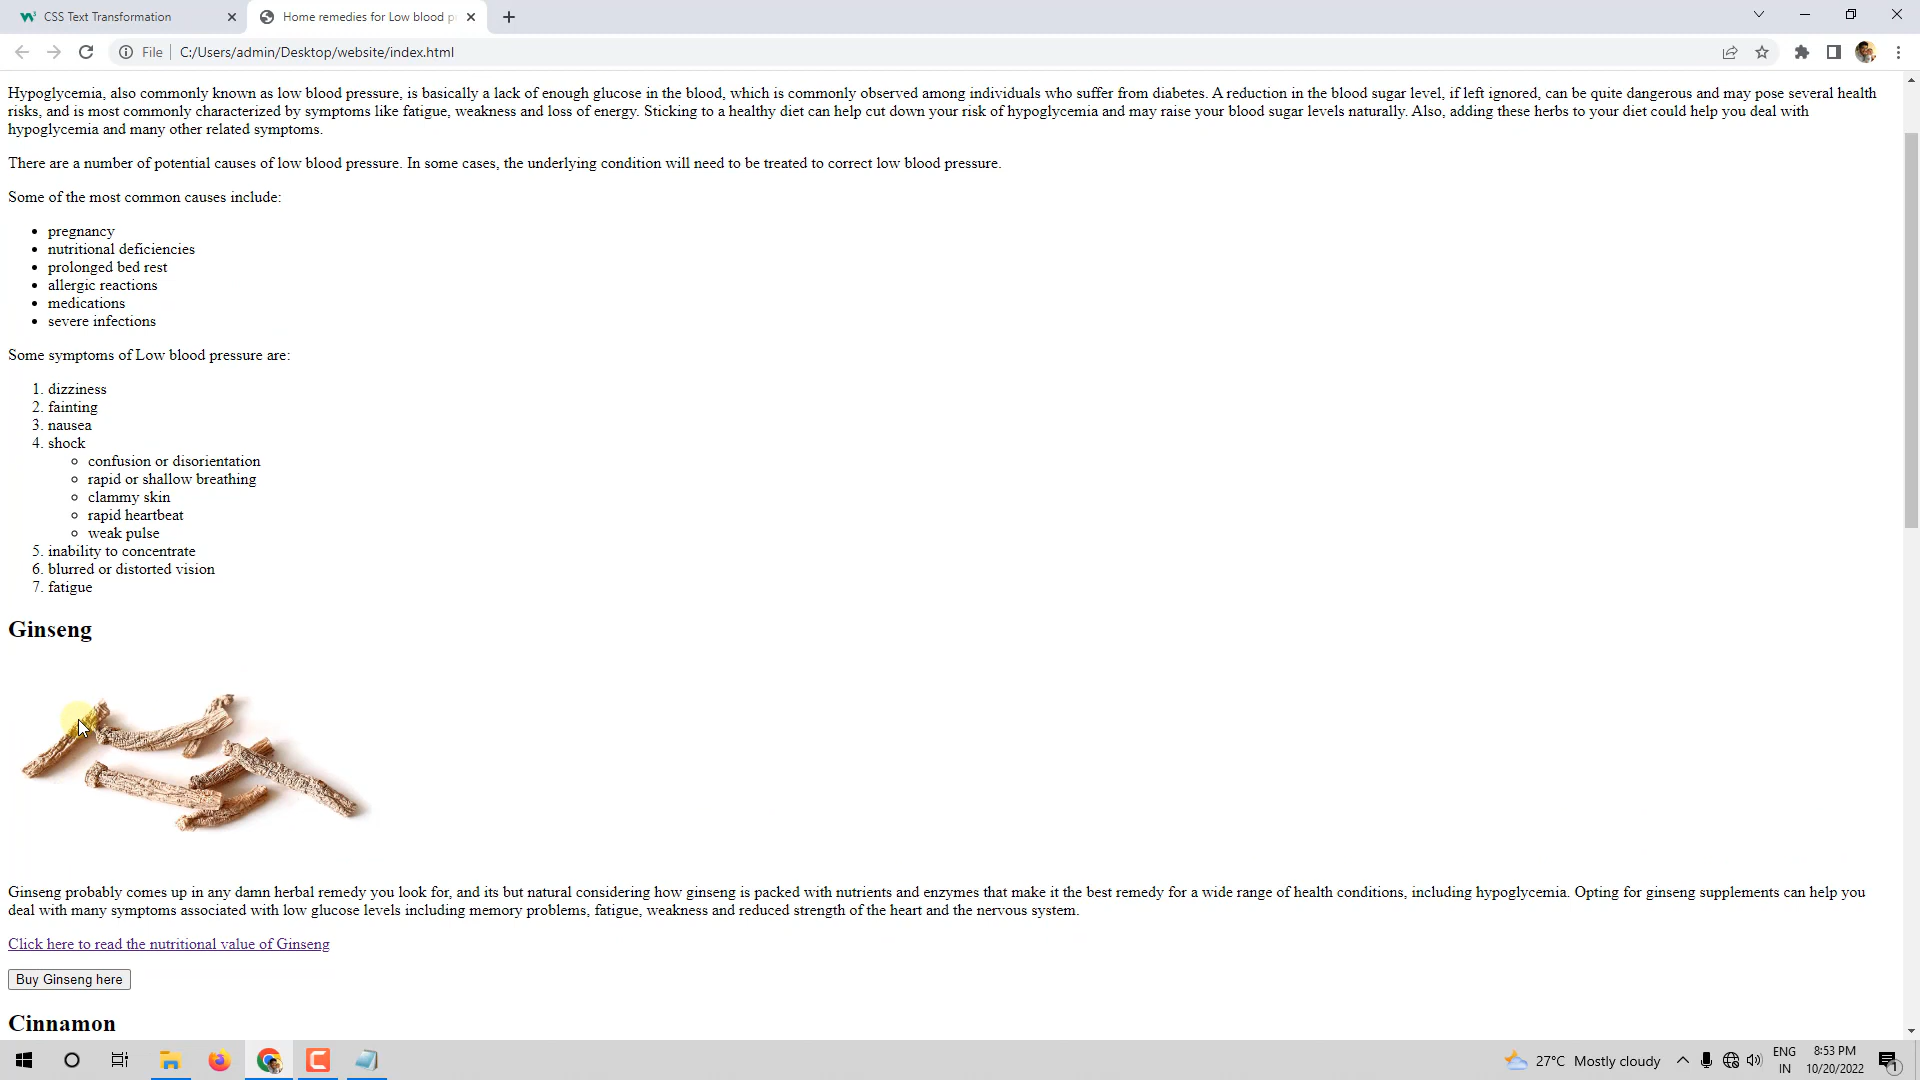 CSS Text Transformation
Home remedies for Low blood p
File
C:/Users/admin/Desktop/website/index.html
Hypoglycemia, also commonly known as low blood pressure, is basically a lack of enough glucose in the blood, which is commonly observed among individuals who suffer from diabetes. A reduction in the blood sugar level, if left ignored, can be quite dangerous and may pose several health
risks, and is most commonly characterized by symptoms like fatigue, weakness and loss of energy. Sticking to a healthy diet can help cut down your risk of hypoglycemia and may raise your blood sugar levels naturally. Also, adding these herbs to your diet could help you deal with
hypoglycemia and many other related symptoms.
There are a number of potential causes of low blood pressure. In some cases, the underlying condition will need to be treated to correct low blood pressure.
Some of the most common causes include:
• pregnancy
• nutritional deficiencies
• prolonged bed rest
• allergic reactions
• medications
• severe infections
Some symptoms of Low blood pressure are:
1. dizziness
2. fainting
3. nausea
4. shock
◦ confusion or disorientation
◦ rapid or shallow breathing
◦ clammy skin
◦ rapid heartbeat
◦ weak pulse
5. inability to concentrate
6. blurred or distorted vision
7. fatigue
Ginseng
Ginseng probably comes up in any damn herbal remedy you look for, and its but natural considering how ginseng is packed with nutrients and enzymes that make it the best remedy for a wide range of health conditions, including hypoglycemia. Opting for ginseng supplements can help you
deal with many symptoms associated with low glucose levels including memory problems, fatigue, weakness and reduced strength of the heart and the nervous system.
Click here to read the nutritional value of Ginseng
Buy Ginseng here
Cinnamon
27°C Mostly cloudy
ENG
IN
8:53 PM
10/20/2022
1